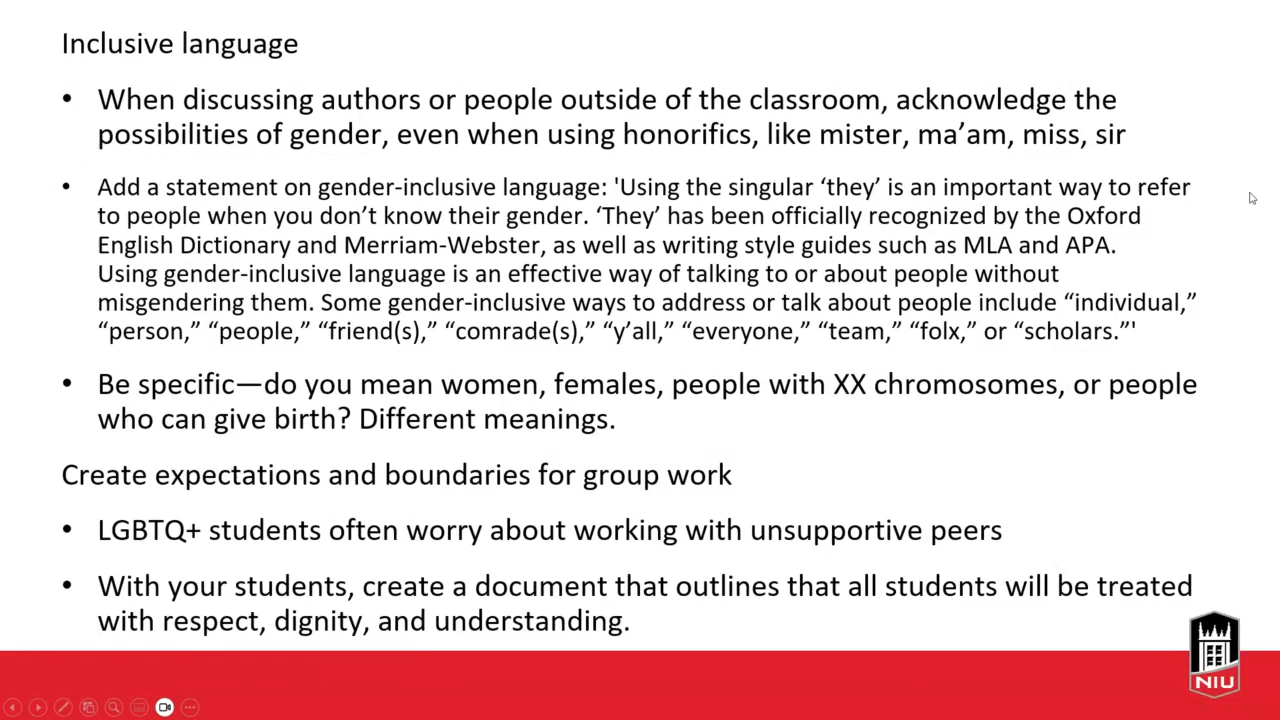 Inclusive language
• When discussing authors or people outside of the classroom, acknowledge the
possibilities of gender, even when using honorifics, like mister, ma’am, miss, sir
• Add a statement on gender-inclusive language: 'Using the singular ‘they’ is an important way to refer
to people when you don’t know their gender. ‘They’ has been officially recognized by the Oxford
English Dictionary and Merriam-Webster, as well as writing style guides such as MLA and APA.
Using gender-inclusive language is an effective way of talking to or about people without
misgendering them. Some gender-inclusive ways to address or talk about people include “individual,”
“person,” “people,” “friend(s),” “comrade(s),” “y’all,” “everyone,” “team,” “folx,” or “scholars.”'
• Be specific—do you mean women, females, people with XX chromosomes, or people
who can give birth? Different meanings.
Create expectations and boundaries for group work
• LGBTQ+ students often worry about working with unsupportive peers
• With your students, create a document that outlines that all students will be treated
with respect, dignity, and understanding.
NIU